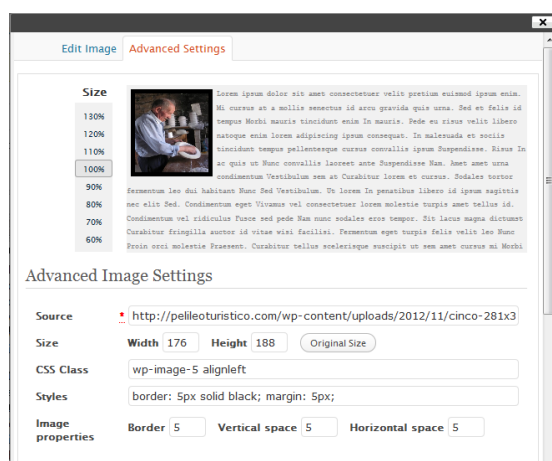 Edit Image Advanced Settings
Size
130%
120%
110%
100%
90%
80%
70%
60%
Lorem ipsum dolor sit amet consectetuer velit pretium euismod ipsum enim.
Mi cursus at a mollis senectus id arcu gravida quis urna. Sed et felis id
tempus Morbi mauris tincidunt enim In mauris. Pede eu risus velit libero
natoque enim lorem adipiscing ipsum consequat. In malesuada et sociis
tincidunt tempus pellentesque cursus convallis ipsum Suspendisse. Risus In
ac quis ut Nunc convallis laoreet ante Suspendisse Nam. Amet amet urna
condimentum Vestibulum sem at Curabitur lorem et cursus. Sodales tortor
fermentum leo dui habitant Nunc Sed Vestibulum. Ut lorem In penatibus libero id ipsum sagittis
nec elit Sed. Condimentum eget Vivamus vel consectetuer lorem molestie turpis amet tellus id.
Condimentum vel ridiculus Fusce sed pede Nam nunc sodales eros tempor. Sit lacus magna dictumst
Curabitur fringilla auctor id vitae wisi facilisi. Fermentum eget turpis felis velit leo Nunc
Proin orci molestie Praesent. Curabitur tellus scelerisque suscipit ut sem amet cursus mi Morbi
Advanced Image Settings
Source * http://pelileoturistico.com/wp-content/uploads/2012/11/cinco-281x3
Size Width 176 Height 188 Original Size
CSS Class wp-image-5 alignleft
Styles border: 5px solid black; margin: 5px;
Image properties Border 5 Vertical space 5 Horizontal space 5